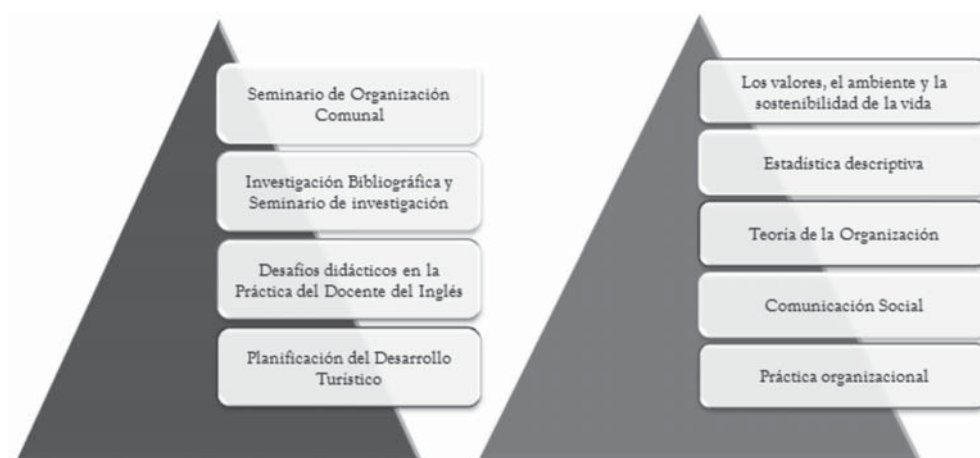 Seminario de Organización
Comunal
Investigación Bibliográfica y
Seminario de investigación
Desafíos didácticos en la
Práctica del Docente del Inglés
Planificación del Desarrollo
Turístico
Los valores, el ambiente y la
sostenibilidad de la vida
Estadística descriptiva
Teoría de la Organización
Comunicación Social
Práctica organizacional